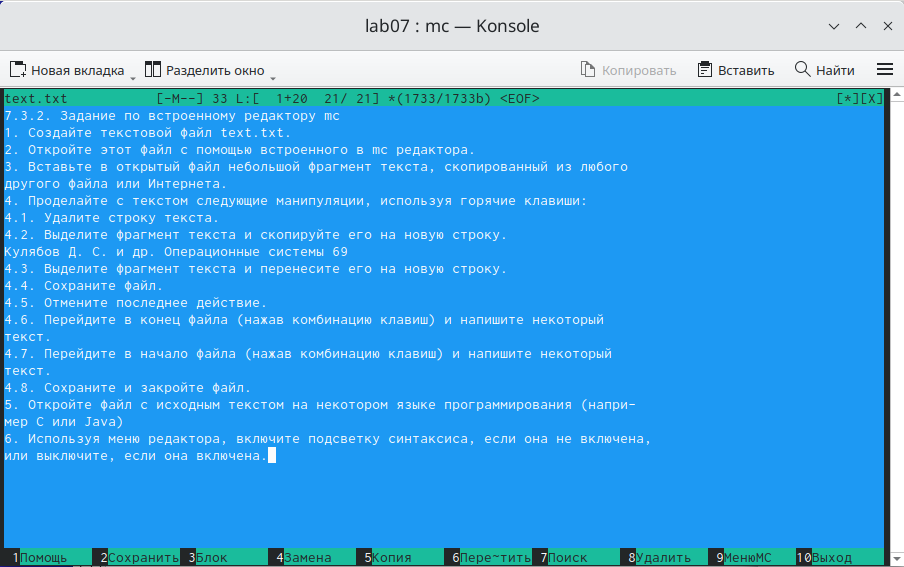 lab07 : mc — Konsole
Новая вкладка Разделить окно Копировать Вставить Найти
text.txt [-M--] 33 L:[ 1+20 21/ 21] *(1733/1733b) <EOF> [*][X]
7.3.2. Задание по встроенному редактору mc
1. Создайте текстовой файл text.txt.
2. Откройте этот файл с помощью встроенного в mc редактора.
3. Вставьте в открытый файл небольшой фрагмент текста, скопированный из любого
другого файла или Интернета.
4. Проделайте с текстом следующие манипуляции, используя горячие клавиши:
4.1. Удалите строку текста.
4.2. Выделите фрагмент текста и скопируйте его на новую строку.
Кулябов Д. С. и др. Операционные системы 69
4.3. Выделите фрагмент текста и перенесите его на новую строку.
4.4. Сохраните файл.
4.5. Отмените последнее действие.
4.6. Перейдите в конец файла (нажав комбинацию клавиш) и напишите некоторый
текст.
4.7. Перейдите в начало файла (нажав комбинацию клавиш) и напишите некоторый
текст.
4.8. Сохраните и закройте файл.
5. Откройте файл с исходным текстом на некотором языке программирования (напри-
мер C или Java)
6. Используя меню редактора, включите подсветку синтаксиса, если она не включена,
или выключите, если она включена.
1Помощь 2Сохранить 3Блок 4Замена 5Копия 6Пере~тить 7Поиск 8Удалить 9МенюMC 10Выход